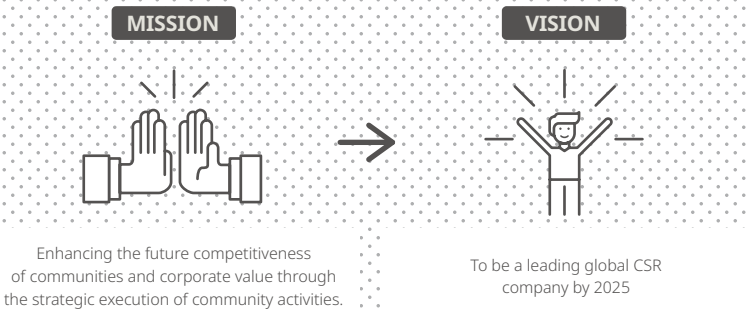 MISSION
VISION
Enhancing the future competitiveness
of communities and corporate value through
the strategic execution of community activities.
To be a leading global CSR
company by 2025